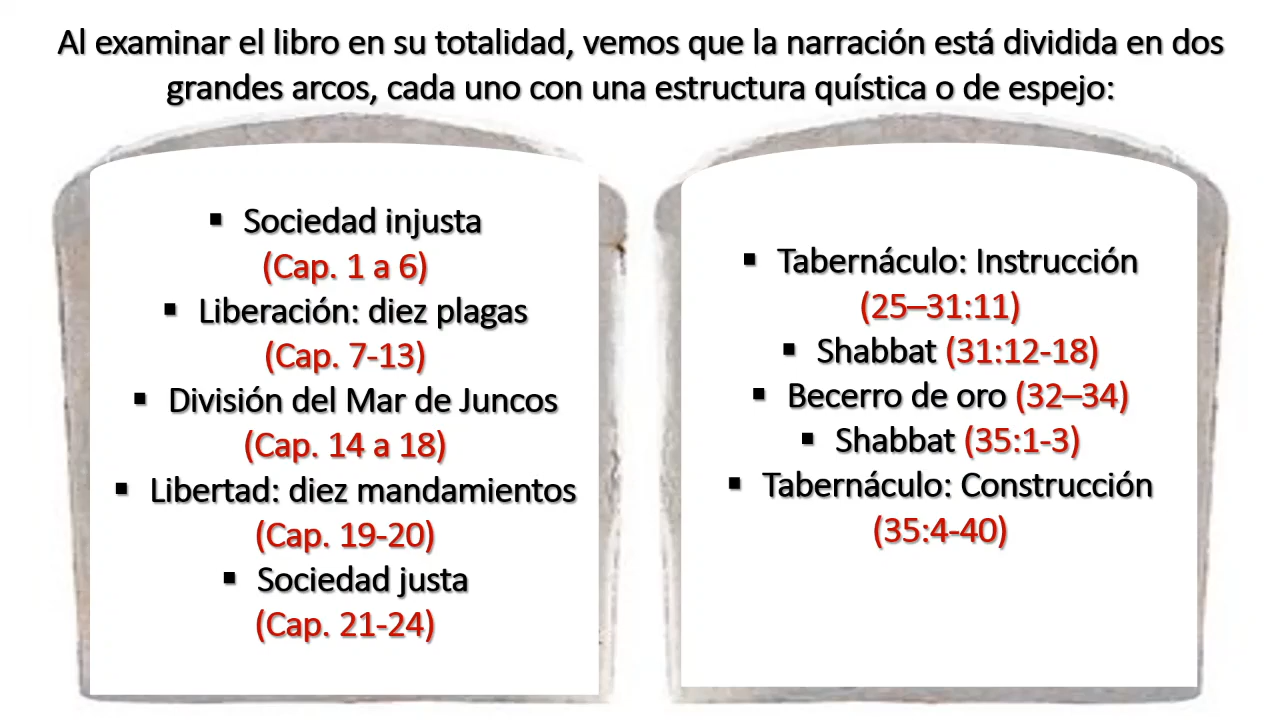 Al examinar el libro en su totalidad, vemos que la narración está dividida en dos
grandes arcos, cada uno con una estructura quística o de espejo:
▪ Sociedad injusta
(Cap. 1 a 6)
▪ Liberación: diez plagas
(Cap. 7-13)
▪ División del Mar de Juncos
(Cap. 14 a 18)
▪ Libertad: diez mandamientos
(Cap. 19-20)
▪ Sociedad justa
(Cap. 21-24)
▪ Tabernáculo: Instrucción
(25–31:11)
▪ Shabbat (31:12-18)
▪ Becerro de oro (32–34)
▪ Shabbat (35:1-3)
▪ Tabernáculo: Construcción
(35:4-40)